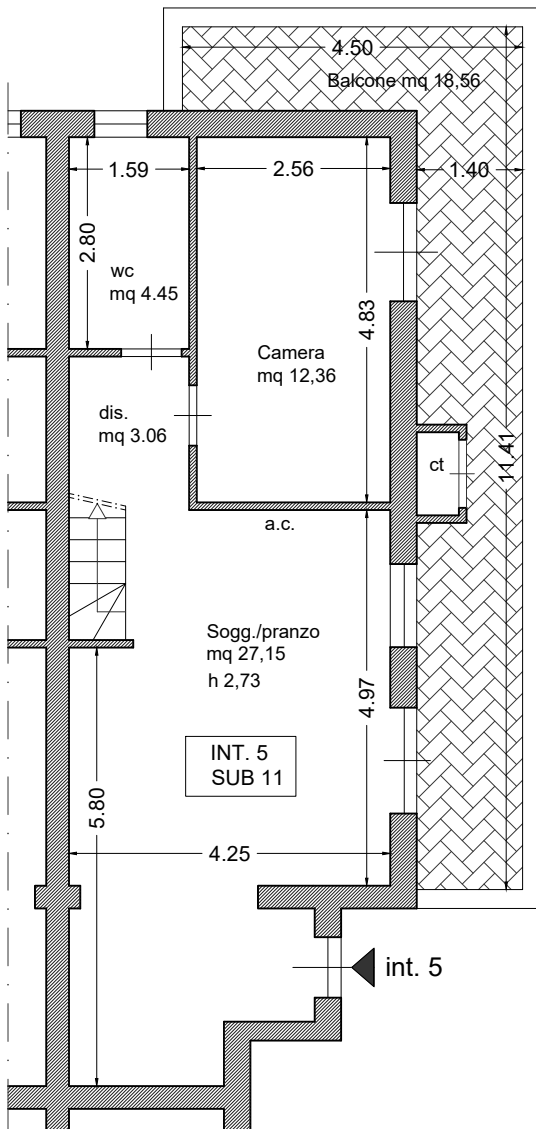 4.50
Balcone mq 18,56
1.59
2.56
1.40
2.80
wc
mq 4.45
4.83
Camera
mq 12,36
dis.
mq 3.06
11.41
ct
a.c.
Sogg./pranzo
mq 27,15
h 2,73
4.97
INT. 5
SUB 11
5.80
4.25
int. 5